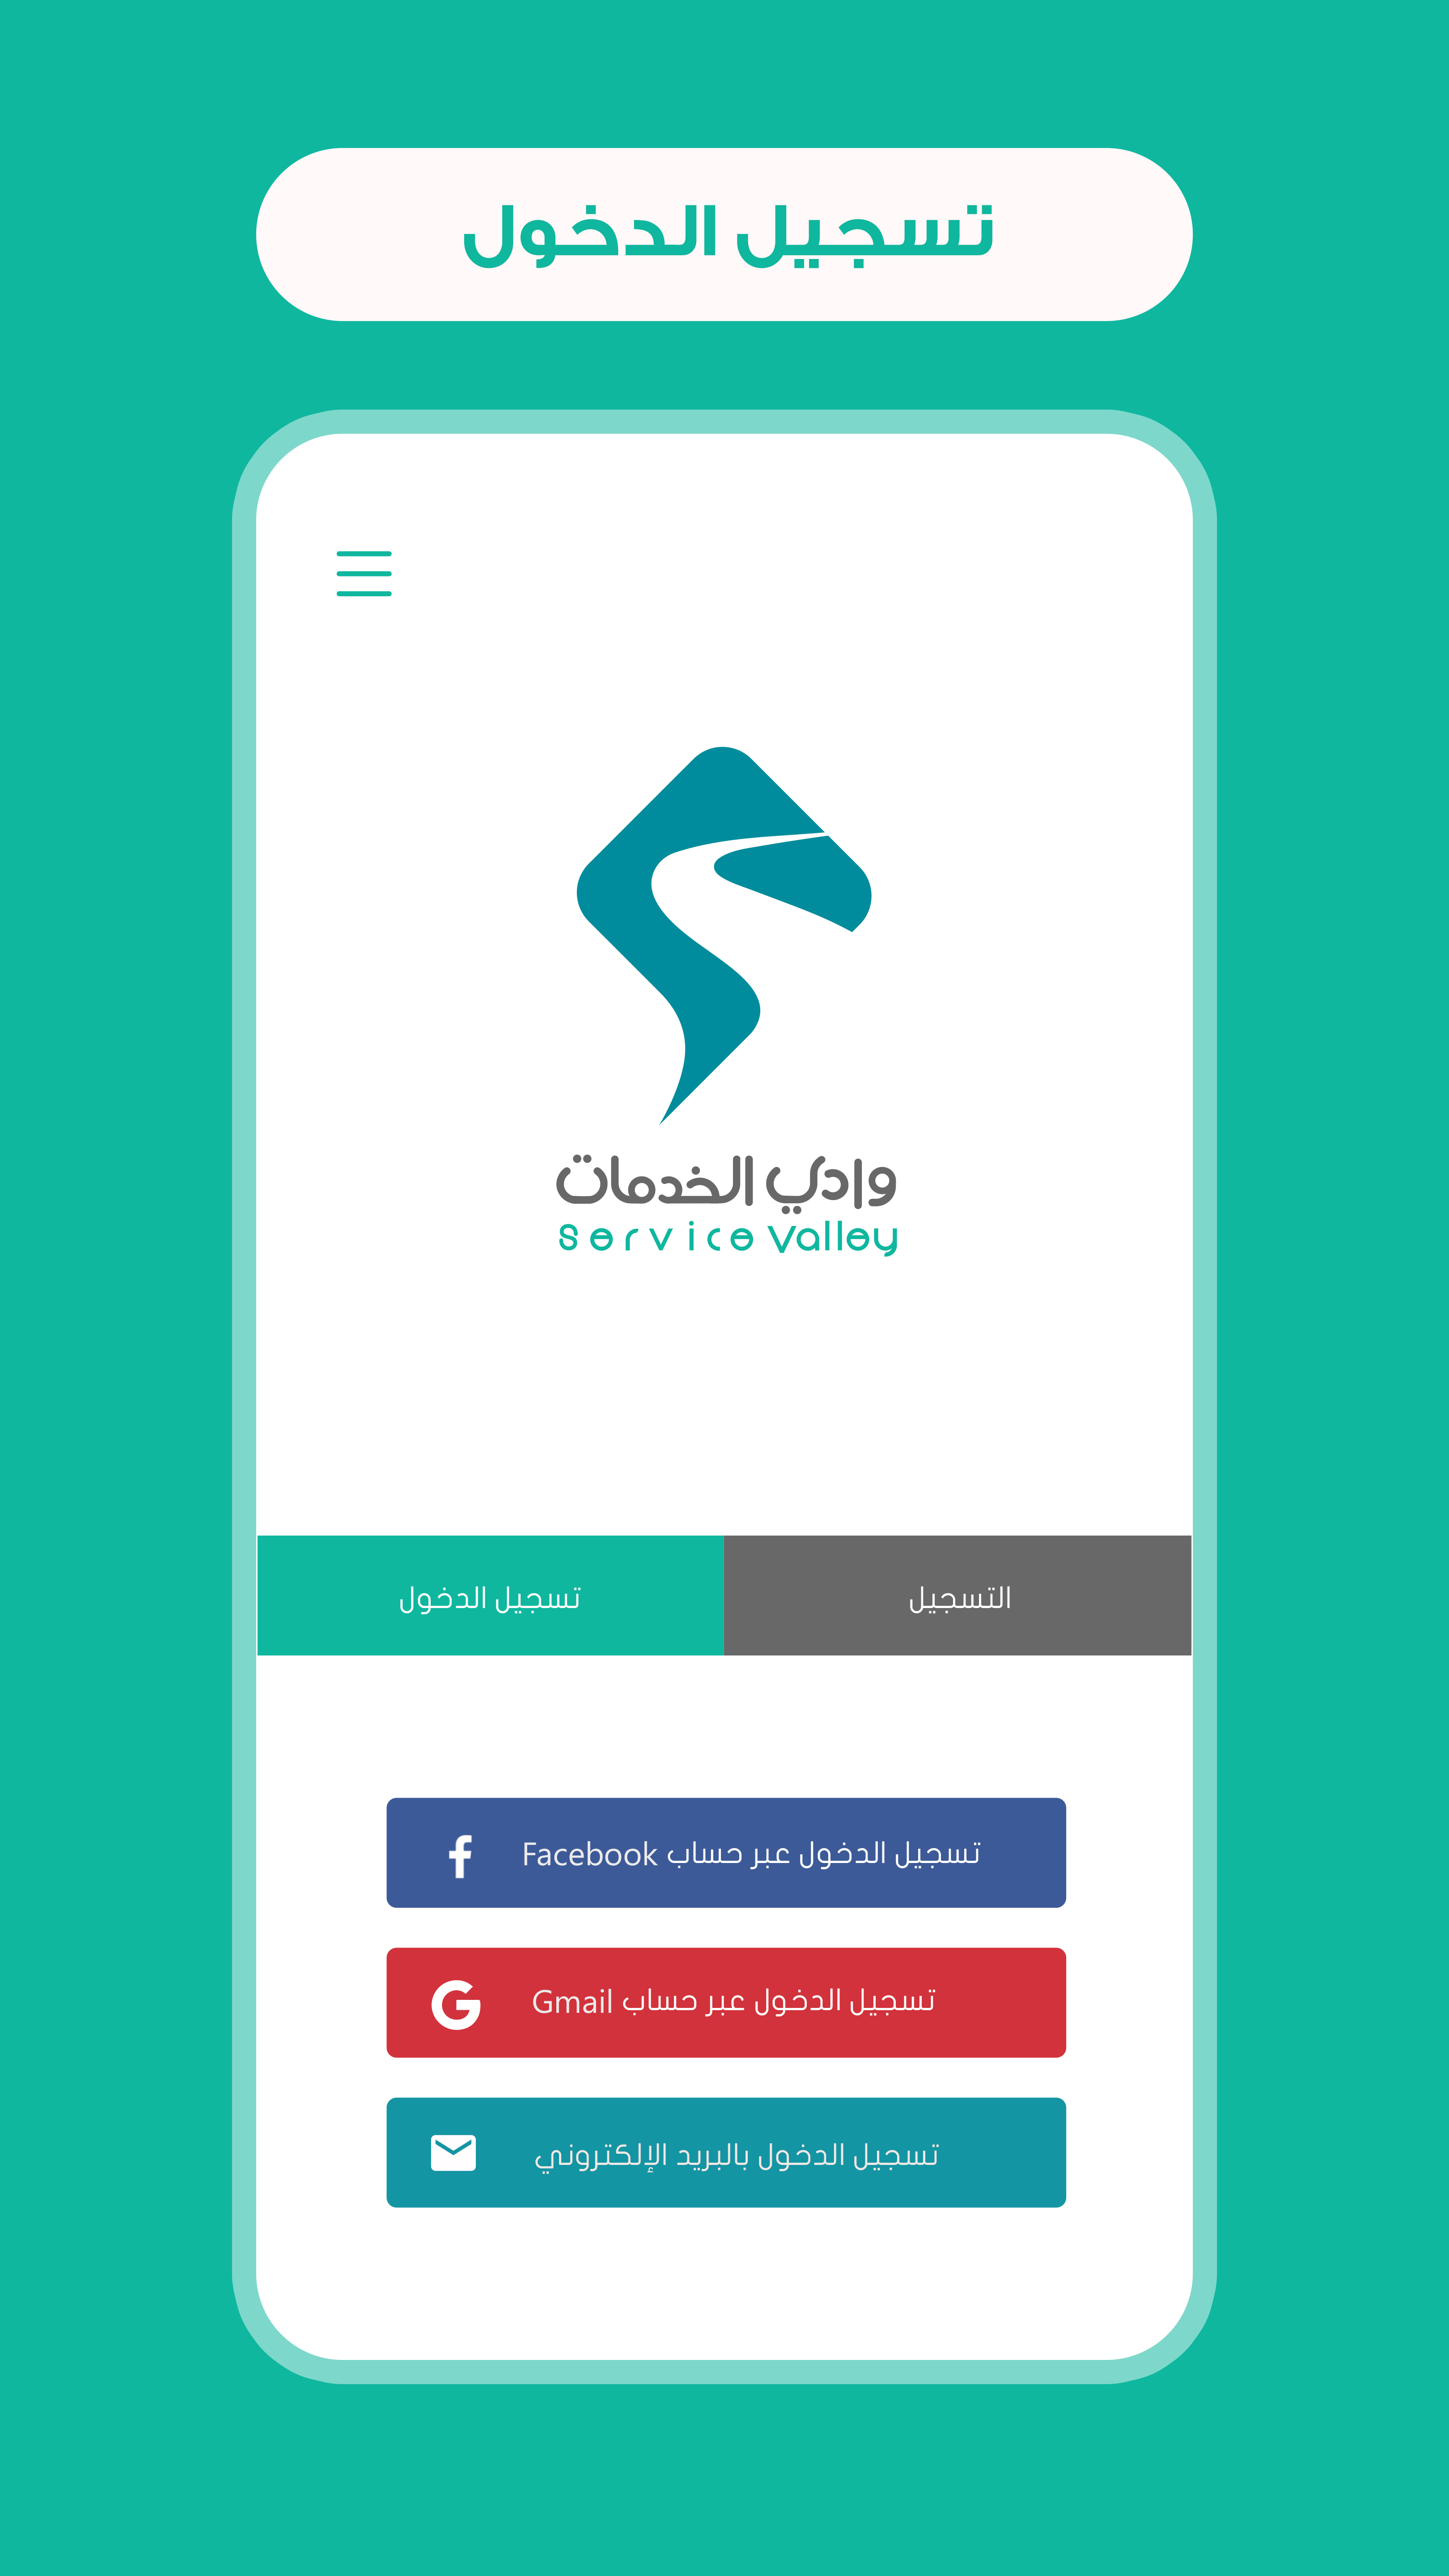 تسجيل الدخول
وادي الخدمات
Service Valley
التسجيل
تسجيل الدخول
تسجيل الدخول عبر حساب Facebook
تسجيل الدخول عبر حساب Gmail
تسجيل الدخول بالبريد الإلكتروني